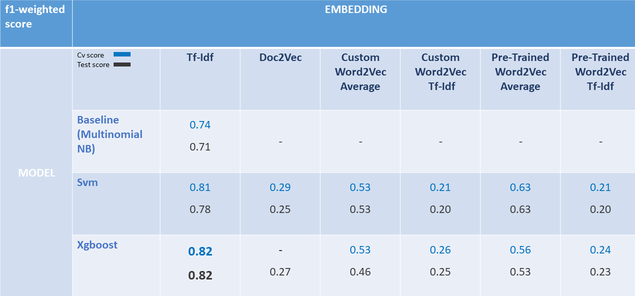 f1-weighted score EMBEDDING
Cv score
Test score
Tf-Idf Doc2Vec Custom Word2Vec Average Custom Word2Vec Tf-Idf Pre-Trained Word2Vec Average Pre-Trained Word2Vec Tf-Idf
MODEL
Baseline (Multinomial NB)
0.74
0.71 - - - - -
Svm 0.81 0.29 0.53 0.21 0.63 0.21
0.78 0.25 0.53 0.20 0.63 0.20
Xgboost 0.82 - 0.53 0.26 0.56 0.24
0.82 0.27 0.46 0.25 0.53 0.23